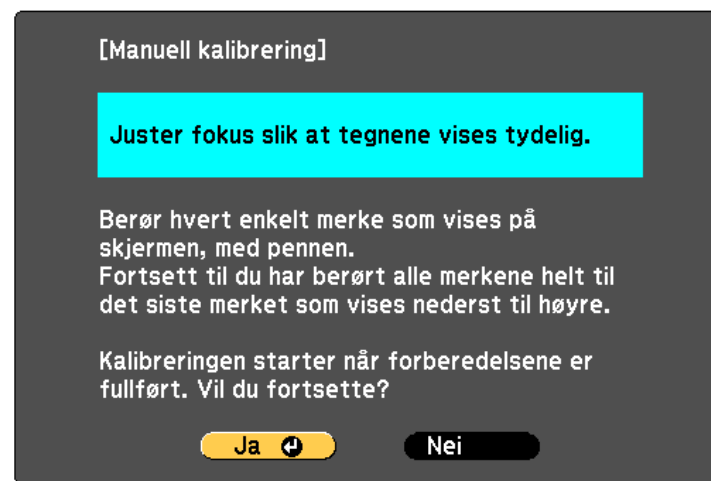 [Manuell kalibrering]
Juster fokus slik at tegnene vises tydelig.
Berør hvert enkelt merke som vises på
skjermen, med pennen.
Fortsett til du har berørt alle merkene helt til
det siste merket som vises nederst til høyre.
Kalibreringen starter når forberedelsene er
fullført. Vil du fortsette?
Ja
Nei